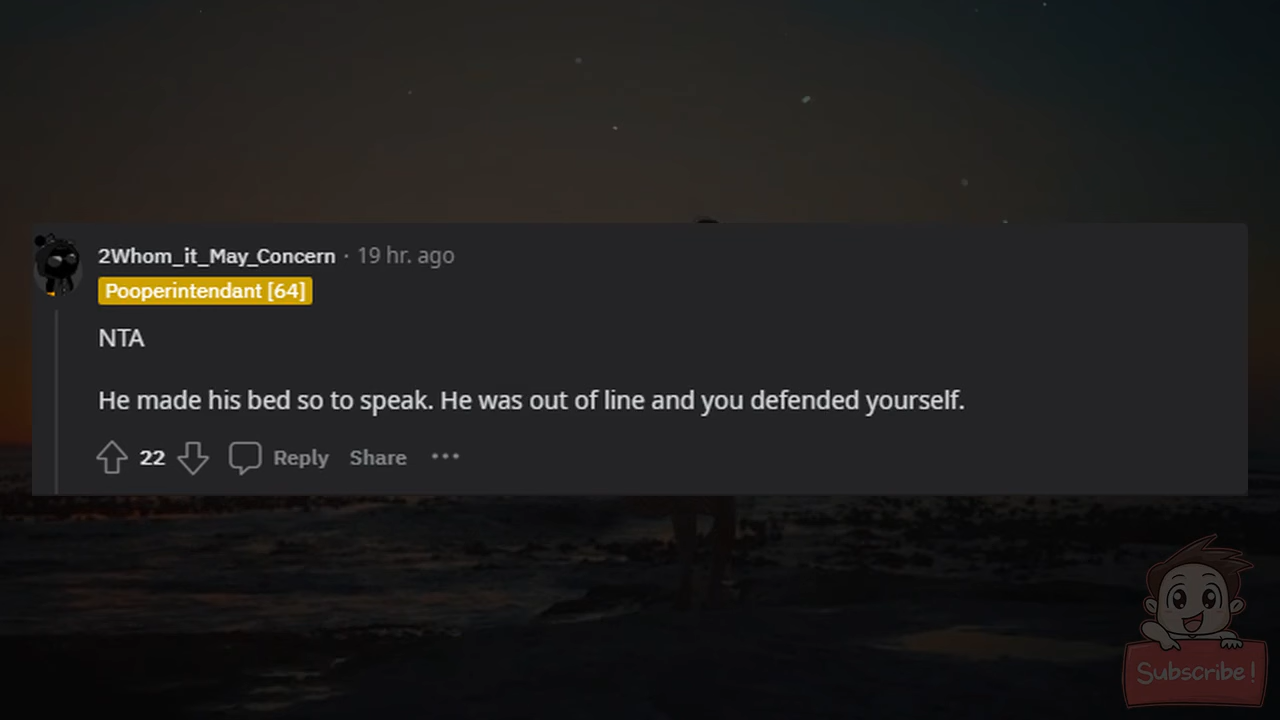 2Whom_it_May_Concern · 19 hr. ago
Pooperintendant [64]
NTA
He made his bed so to speak. He was out of line and you defended yourself.
22 Reply Share ···
Subscribe!